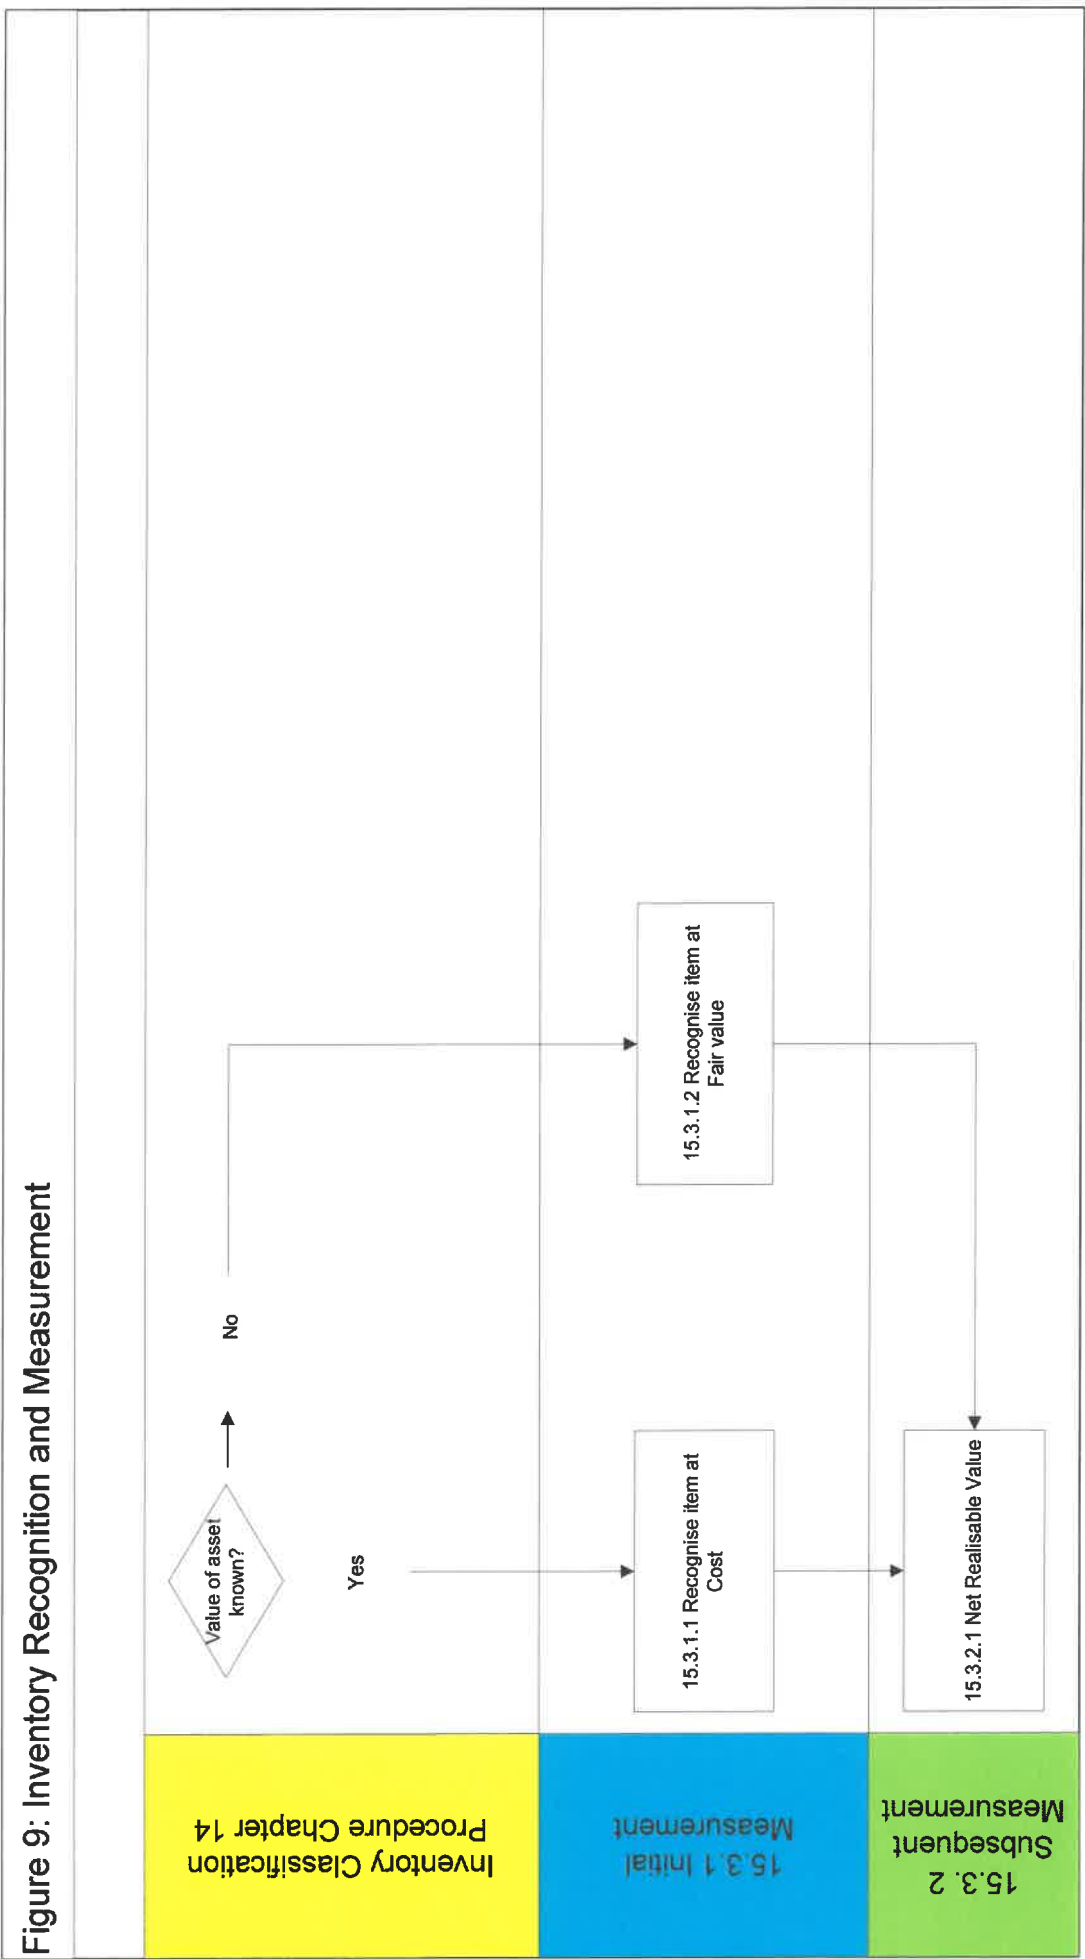 Figure 9: Inventory Recognition and Measurement
Inventory Classification
Procedure Chapter 14
Value of asset
known?
No
Yes
15.3.1 Initial
Measurement
15.3.1.1 Recognise item at
Cost
15.3.1.2 Recognise item at
Fair value
15.3. 2
Subsequent
Measurement
15.3.2.1 Net Realisable Value